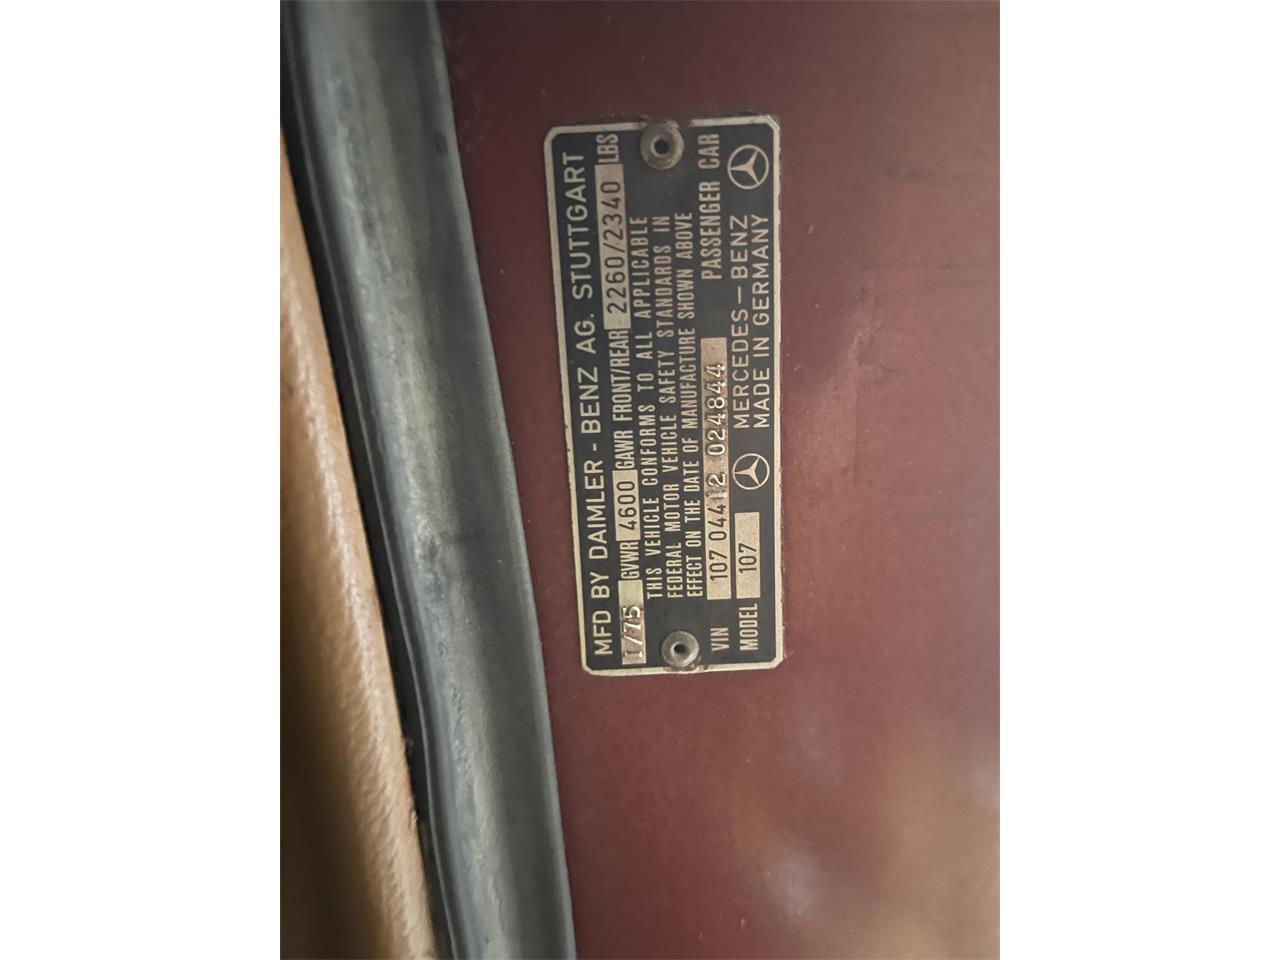 MFD BY DAIMLER - BENZ AG. STUTTGART
1/75 GVWR 4600 GAWR FRONT/REAR 2260/2340 LBS
THIS VEHICLE CONFORMS TO ALL APPLICABLE
FEDERAL MOTOR VEHICLE SAFETY STANDARDS IN
EFFECT ON THE DATE OF MANUFACTURE SHOWN ABOVE
VIN 107 04412 024844 PASSENGER CAR
MODEL 107 MERCEDES-BENZ
MADE IN GERMANY